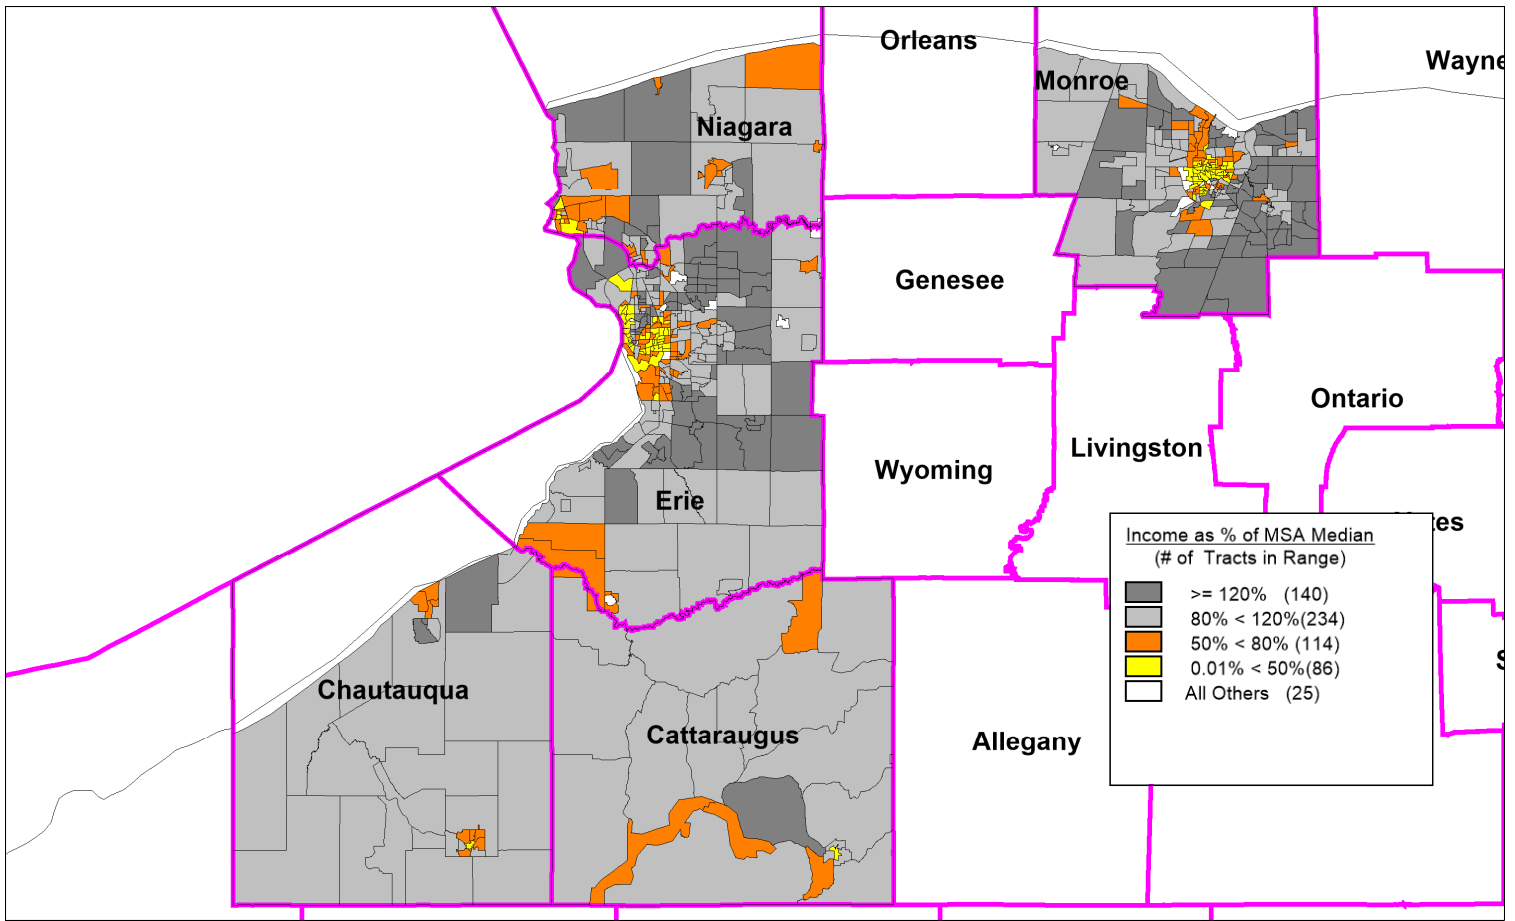 Orleans
Wayne
Monroe
Niagara
Genesee
Ontario
Livingston
Wyoming
Erie
Income as % of MSA Median
(# of Tracts in Range)
>= 120% (140)
80% < 120%(234)
50% < 80% (114)
0.01% < 50%(86)
All Others (25)
Chautauqua
Cattaraugus
Allegany